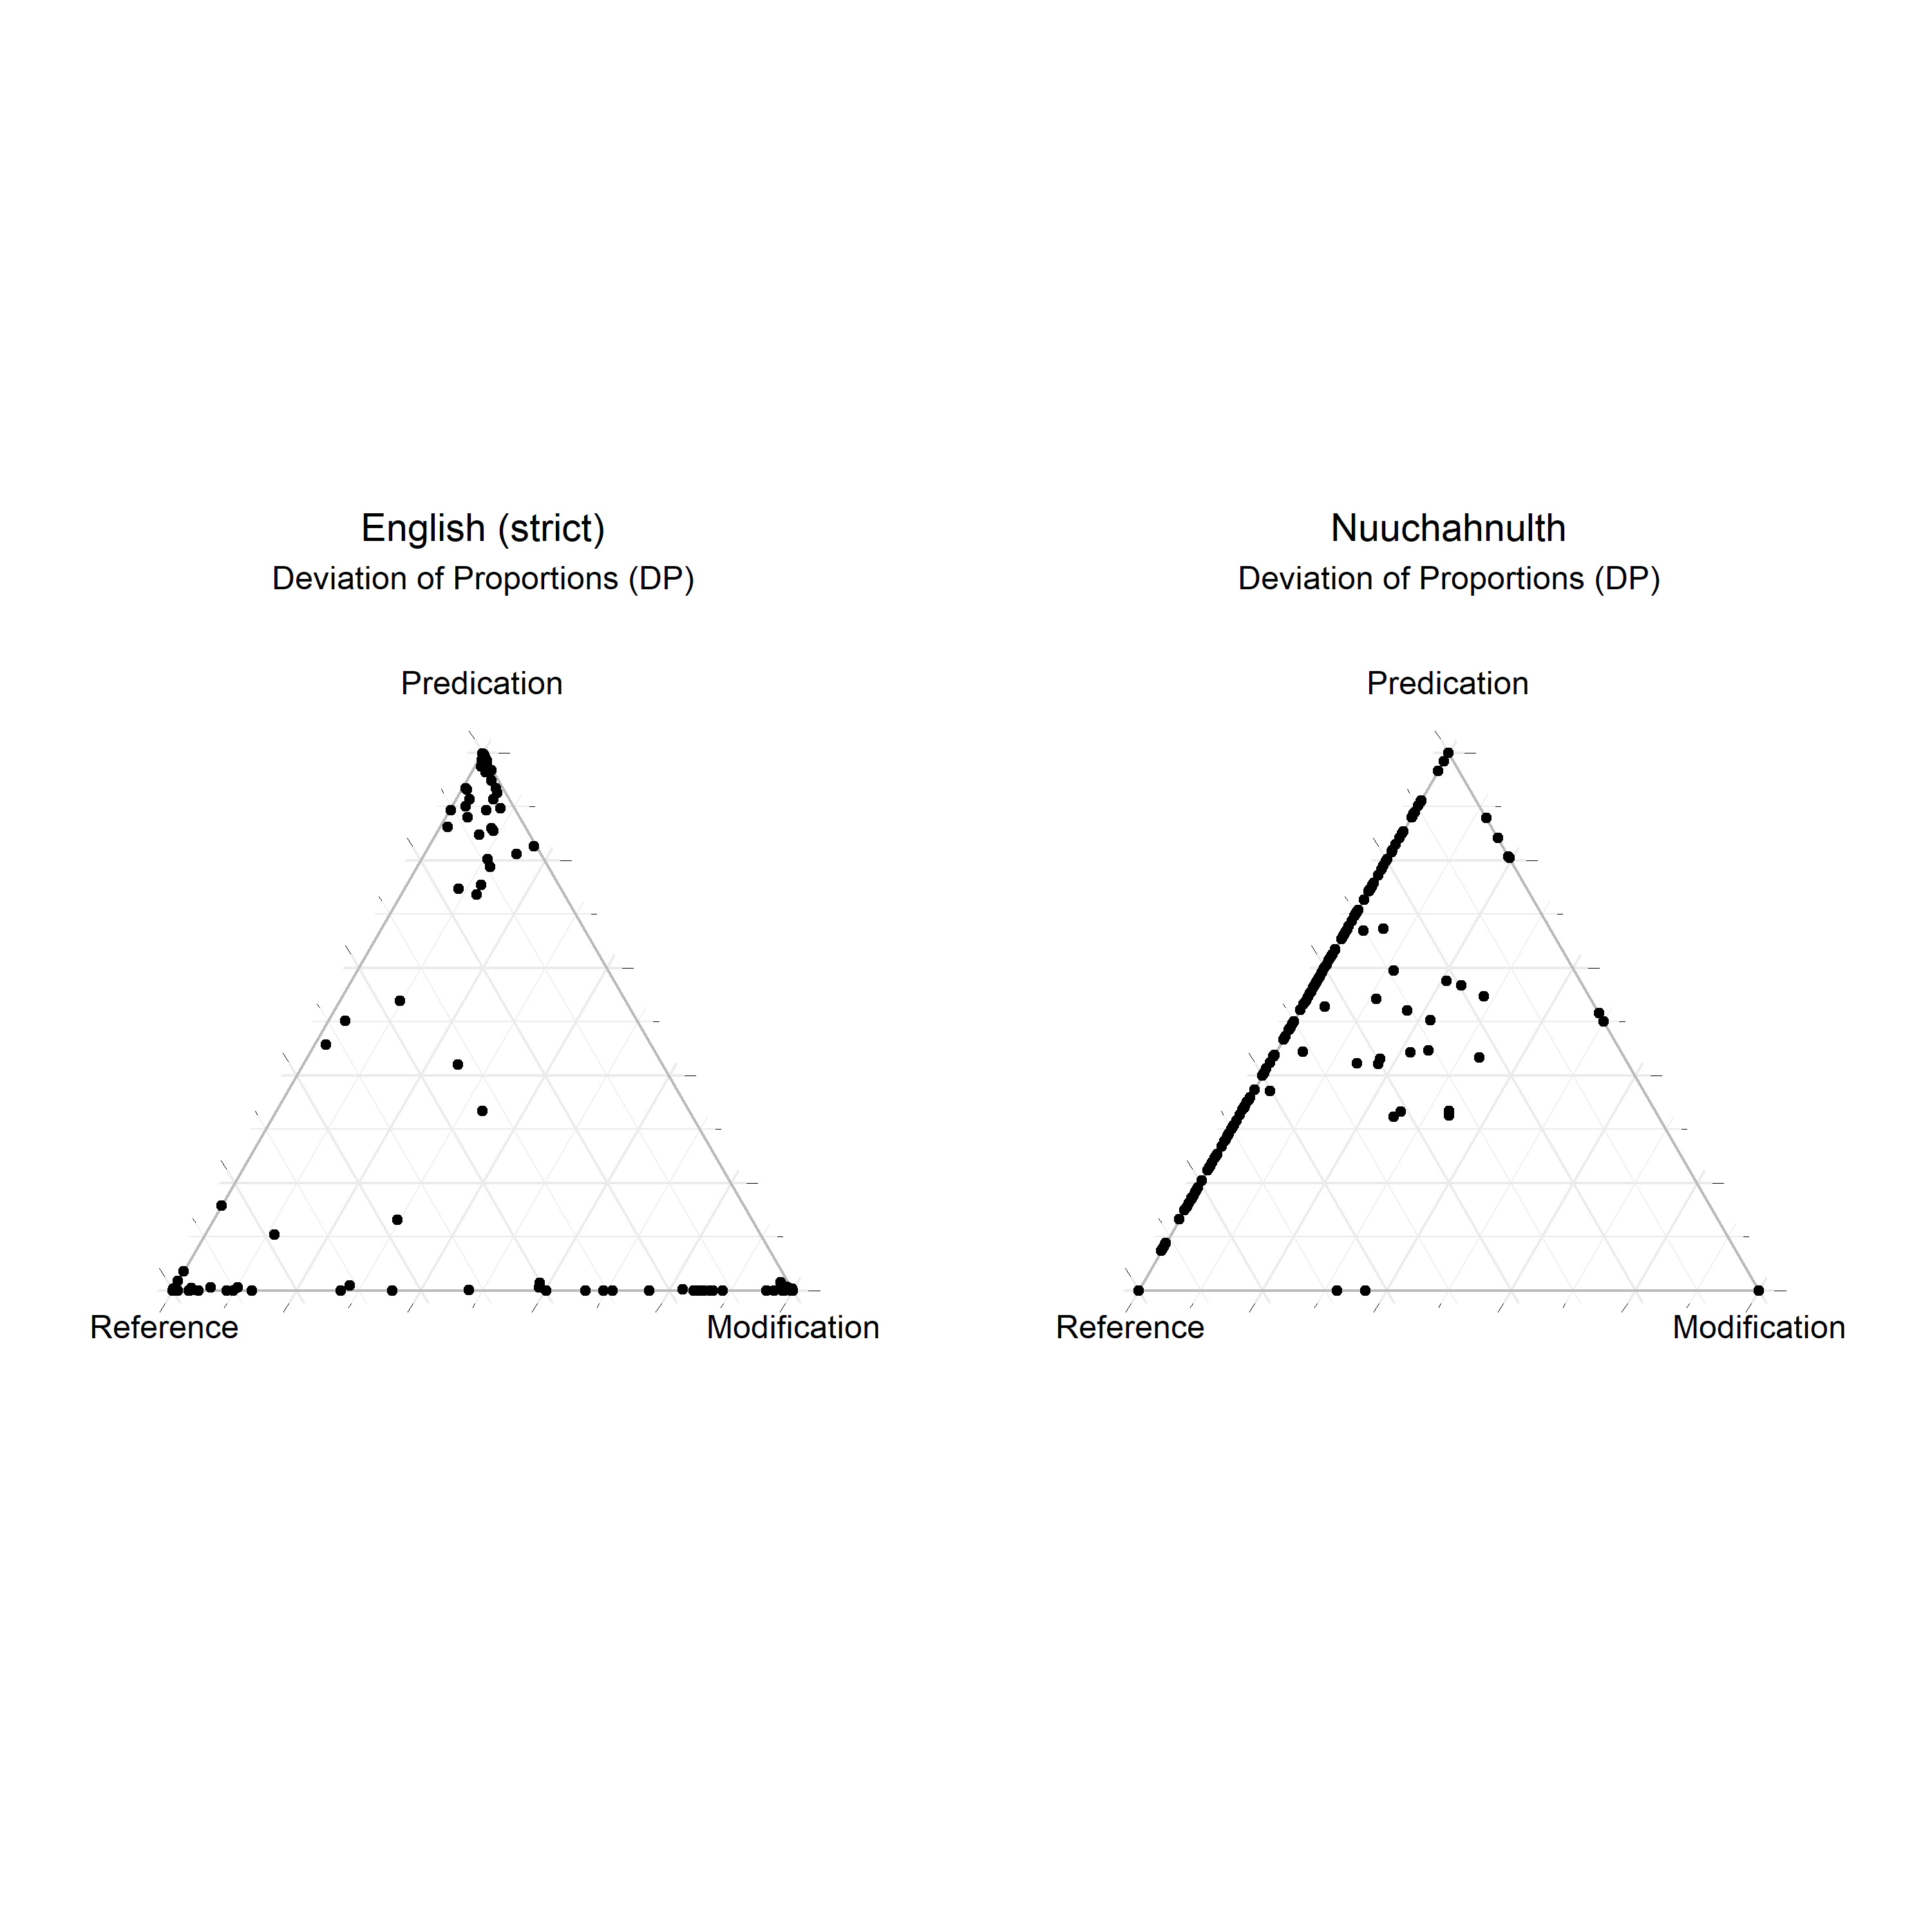 English (strict)
Deviation of Proportions (DP)
Predication
Reference
Modification
Nuuchahnulth
Deviation of Proportions (DP)
Predication
Reference
Modification